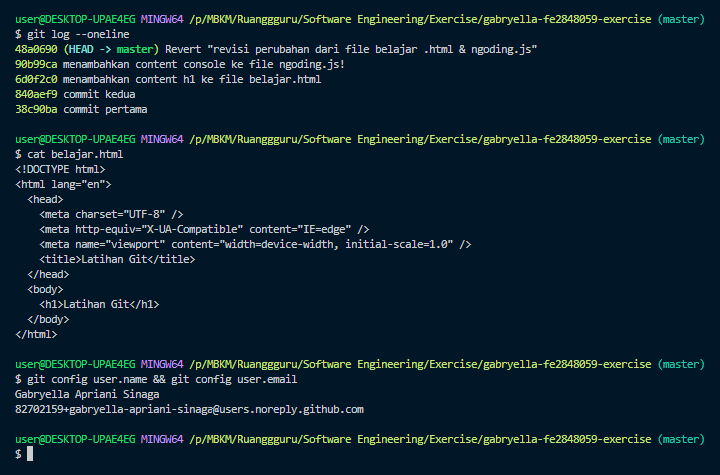 user@DESKTOP-UPAE4EG MINGW64 /p/MBKM/Ruanggguru/Software Engineering/Exercise/gabryella-fe2848059-exercise (master)
$ git log --oneline
48a0690 (HEAD -> master) Revert "revisi perubahan dari file belajar .html & ngoding.js"
90b99ca menambahkan content console ke file ngoding.js!
6d0f2c0 menambahkan content h1 ke file belajar.html
840aef9 commit kedua
38c90ba commit pertama

user@DESKTOP-UPAE4EG MINGW64 /p/MBKM/Ruanggguru/Software Engineering/Exercise/gabryella-fe2848059-exercise (master)
$ cat belajar.html
<!DOCTYPE html>
<html lang="en">
  <head>
    <meta charset="UTF-8" />
    <meta http-equiv="X-UA-Compatible" content="IE=edge" />
    <meta name="viewport" content="width=device-width, initial-scale=1.0" />
    <title>Latihan Git</title>
  </head>
  <body>
    <h1>Latihan Git</h1>
  </body>
</html>

user@DESKTOP-UPAE4EG MINGW64 /p/MBKM/Ruanggguru/Software Engineering/Exercise/gabryella-fe2848059-exercise (master)
$ git config user.name && git config user.email
Gabryella Apriani Sinaga
82702159+gabryella-apriani-sinaga@users.noreply.github.com

user@DESKTOP-UPAE4EG MINGW64 /p/MBKM/Ruanggguru/Software Engineering/Exercise/gabryella-fe2848059-exercise (master)
$